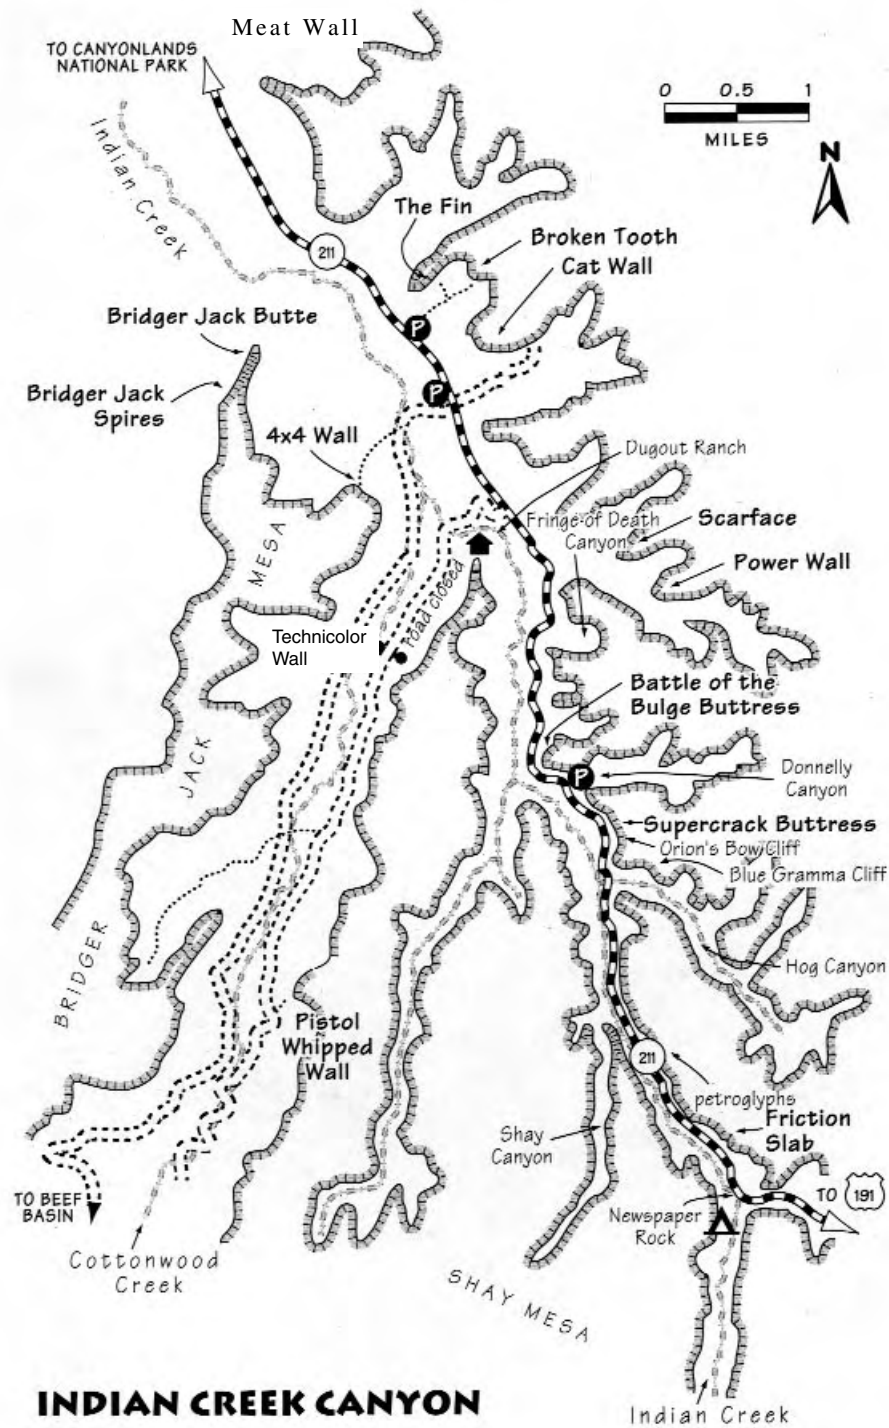 Meat Wall
TO CANYONLANDS
NATIONAL PARK
0 0.5 1
MILES
N
Indian Creek
The Fin
211
Broken Tooth
Cat Wall
P
Bridger Jack Butte
Bridger Jack
Spires
P
4x4 Wall
Dugout Ranch
Fringe of Death
Canyon
Scarface
Power Wall
MESA
road closed
Technicolor
Wall
Battle of the
Bulge Buttress
JACK
P
Donnelly
Canyon
Supercrack Buttress
Orion's Bow Cliff
Blue Gramma Cliff
Hog Canyon
BRIDGER
Pistol
Whipped
Wall
211
petroglyphs
Friction
Slab
Shay
Canyon
TO BEEF
BASIN
TO 191
Newspaper
Rock
Cottonwood
Creek
SHAY MESA
INDIAN CREEK CANYON
Indian Creek